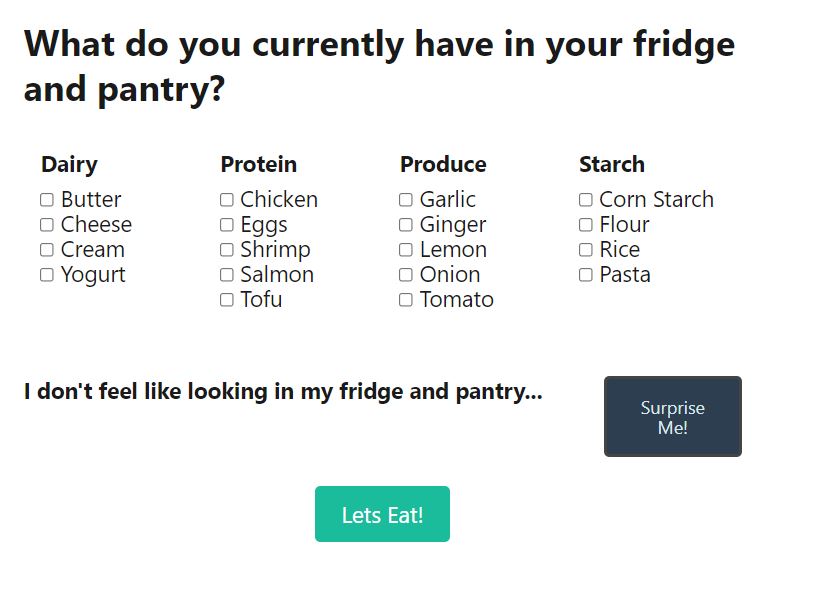 What do you currently have in your fridge
and pantry?
Dairy
Butter
Cheese
Cream
Yogurt
Protein
Chicken
Eggs
Shrimp
Salmon
Tofu
Produce
Garlic
Ginger
Lemon
Onion
Tomato
Starch
Corn Starch
Flour
Rice
Pasta
I don't feel like looking in my fridge and pantry...
Surprise
Me!
Lets Eat!